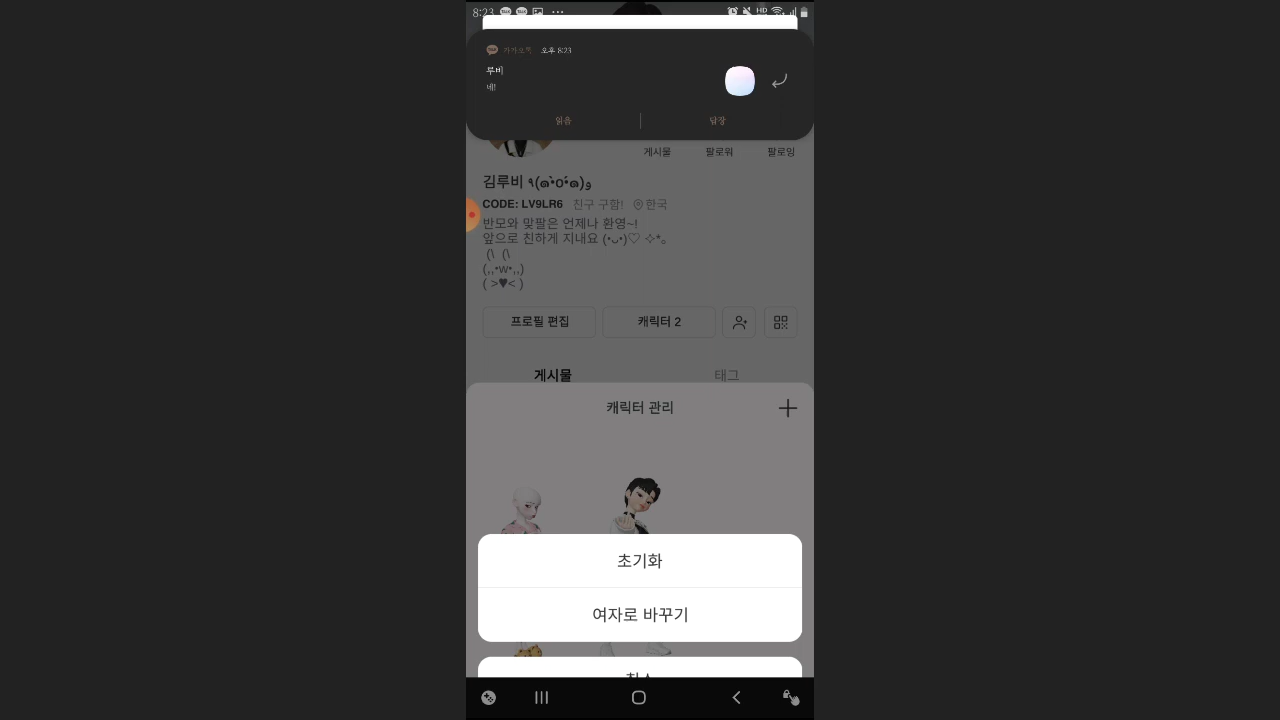 8:23
카카오톡 오후 8:23
루비
네!
읽음 답장
게시물 팔로워 팔로잉
김루비 ٩(๑•̀o•́๑)و
CODE: LV9LR6 친구 구함! 한국
반모와 맞팔은 언제나 환영~!
앞으로 친하게 지내요 (•ᴗ•)♡ ✧*。
(\ (\
(,,•w•,,)
( >♥< )
프로필 편집 캐릭터 2
게시물 태그
캐릭터 관리
초기화
여자로 바꾸기
취소